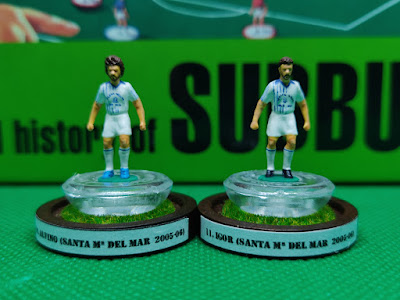 history of SUBBU
ALVINO (SANTA Mª DEL MAR 2005-06)
11. IGOR (SANTA Mª DEL MAR 2005-06)